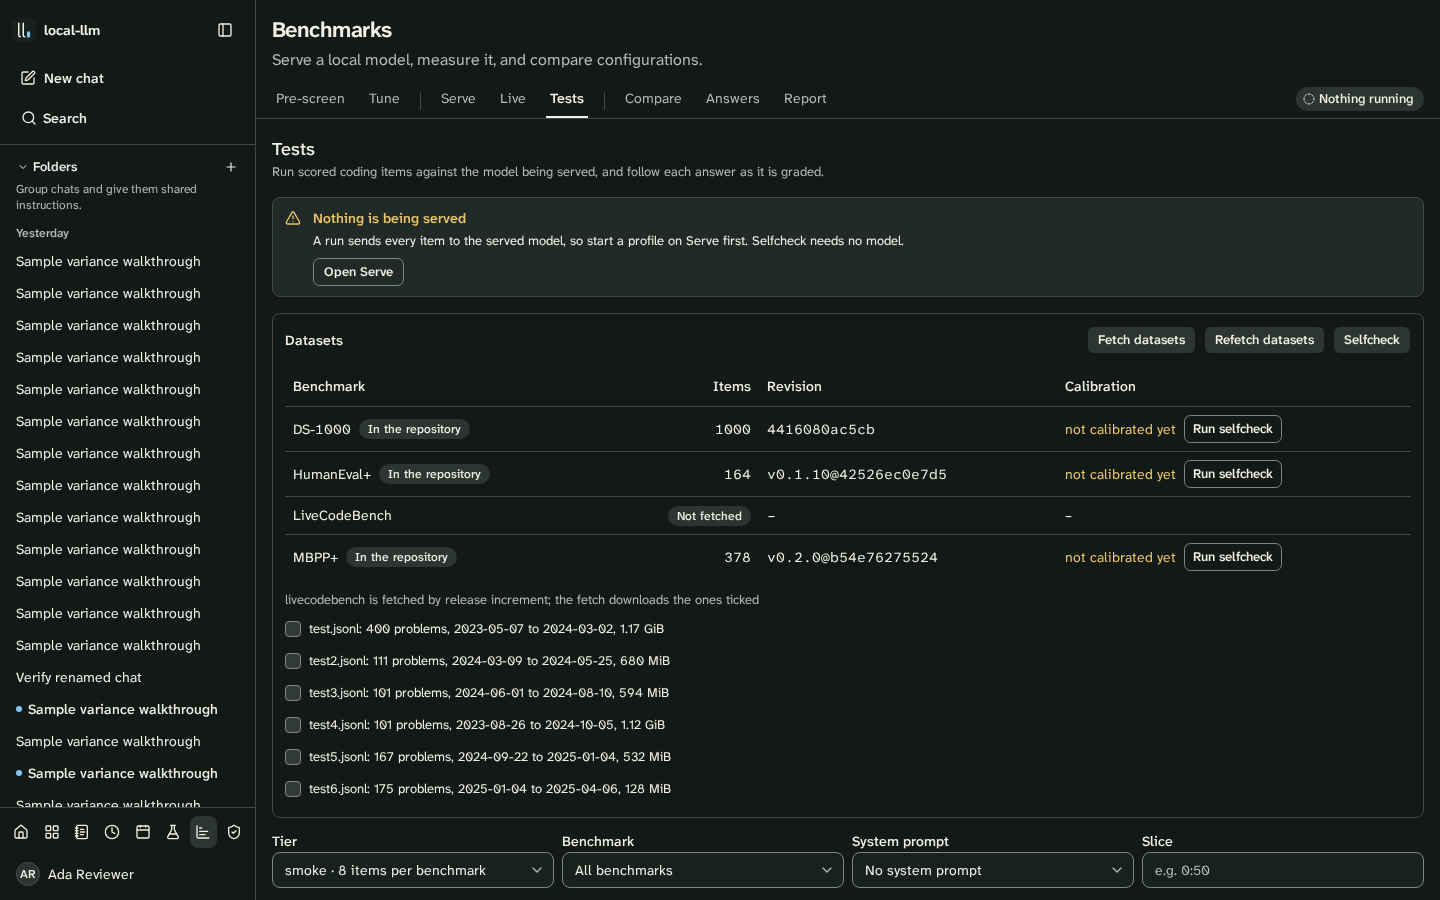 local-llm
New chat
Search
Folders
Group chats and give them shared
instructions.
Yesterday
Sample variance walkthrough
Sample variance walkthrough
Sample variance walkthrough
Sample variance walkthrough
Sample variance walkthrough
Sample variance walkthrough
Sample variance walkthrough
Sample variance walkthrough
Sample variance walkthrough
Sample variance walkthrough
Sample variance walkthrough
Sample variance walkthrough
Sample variance walkthrough
Verify renamed chat
Sample variance walkthrough
Sample variance walkthrough
Sample variance walkthrough
Sample variance walkthrough
AR Ada Reviewer
Benchmarks
Serve a local model, measure it, and compare configurations.
Pre-screen Tune Serve Live Tests Compare Answers Report Nothing running
Tests
Run scored coding items against the model being served, and follow each answer as it is graded.
Nothing is being served
A run sends every item to the served model, so start a profile on Serve first. Selfcheck needs no model.
Open Serve
Datasets Fetch datasets Refetch datasets Selfcheck
Benchmark Items Revision Calibration
DS-1000 In the repository 1000 4416080ac5cb not calibrated yet Run selfcheck
HumanEval+ In the repository 164 v0.1.10@42526ec0e7d5 not calibrated yet Run selfcheck
LiveCodeBench Not fetched – –
MBPP+ In the repository 378 v0.2.0@b54e76275524 not calibrated yet Run selfcheck
livecodebench is fetched by release increment; the fetch downloads the ones ticked
test.jsonl: 400 problems, 2023-05-07 to 2024-03-02, 1.17 GiB
test2.jsonl: 111 problems, 2024-03-09 to 2024-05-25, 680 MiB
test3.jsonl: 101 problems, 2024-06-01 to 2024-08-10, 594 MiB
test4.jsonl: 101 problems, 2023-08-26 to 2024-10-05, 1.12 GiB
test5.jsonl: 167 problems, 2024-09-22 to 2025-01-04, 532 MiB
test6.jsonl: 175 problems, 2025-01-04 to 2025-04-06, 128 MiB
Tier Benchmark System prompt Slice
smoke · 8 items per benchmark All benchmarks No system prompt e.g. 0:50